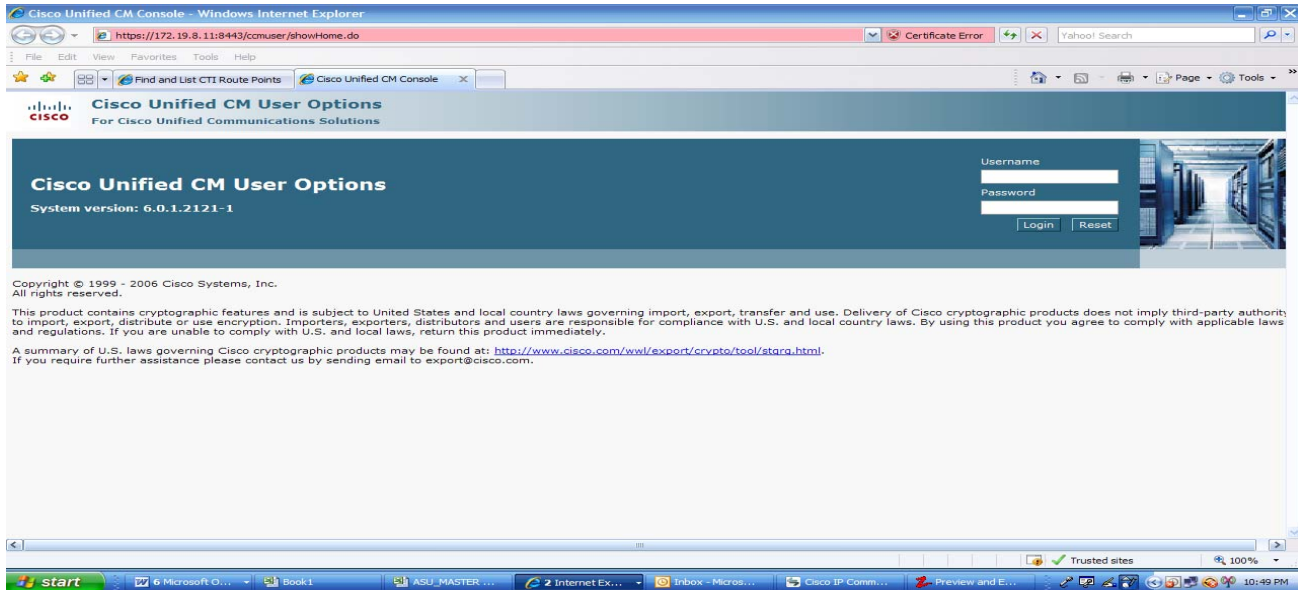 Cisco Unified CM Console - Windows Internet Explorer
https://172.19.8.11:8443/ccmuser/showHome.do
Certificate Error
Yahoo! Search
File Edit View Favorites Tools Help
Find and List CTI Route Points
Cisco Unified CM Console
Page
Tools
cisco
Cisco Unified CM User Options
For Cisco Unified Communications Solutions
Cisco Unified CM User Options
System version: 6.0.1.2121-1
Username
Password
Login
Reset
Copyright © 1999 - 2006 Cisco Systems, Inc.
All rights reserved.
This product contains cryptographic features and is subject to United States and local country laws governing import, export, transfer and use. Delivery of Cisco cryptographic products does not imply third-party authority
to import, export, distribute or use encryption. Importers, exporters, distributors and users are responsible for compliance with U.S. and local country laws. By using this product you agree to comply with applicable laws
and regulations. If you are unable to comply with U.S. and local laws, return this product immediately.
A summary of U.S. laws governing Cisco cryptographic products may be found at: http://www.cisco.com/wwl/export/crypto/tool/stqrg.html.
If you require further assistance please contact us by sending email to export@cisco.com.
Trusted sites
100%
start
6 Microsoft O...
Book1
ASU_MASTER ...
2 Internet Ex...
Inbox - Micros...
Cisco IP Comm...
Preview and E...
10:49 PM